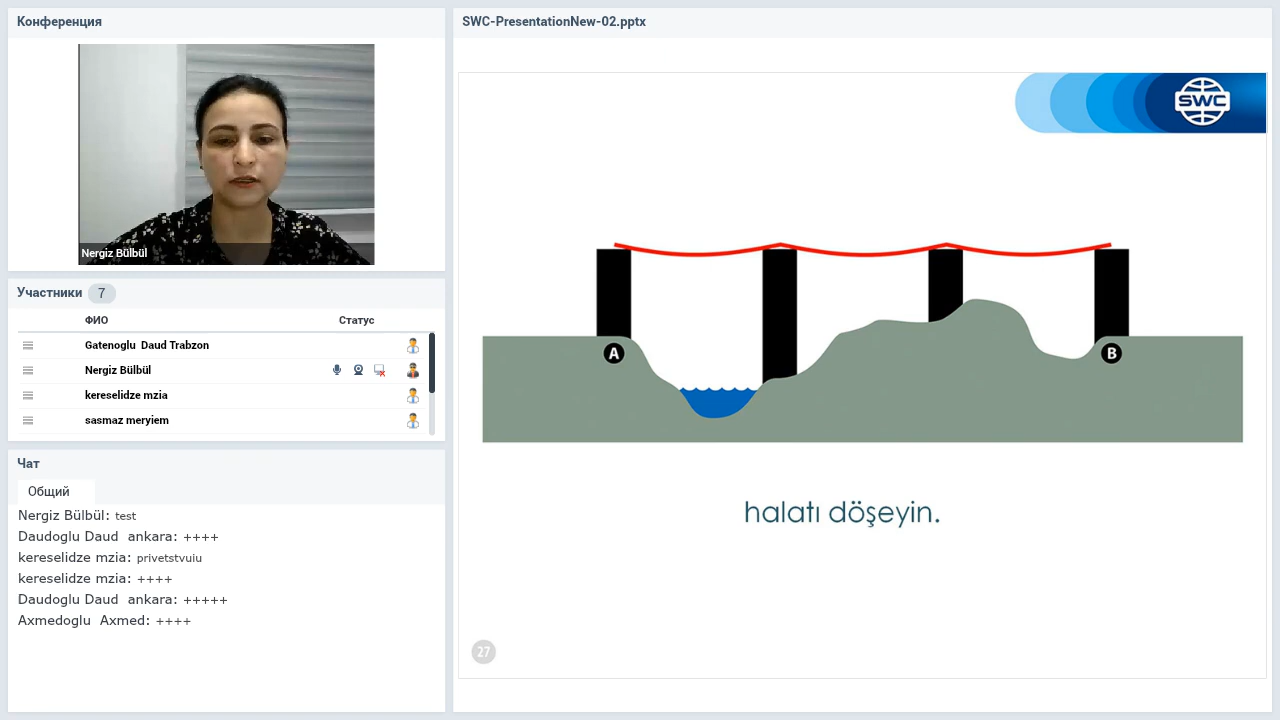 Конференция
Nergiz Bülbül
Участники 7
ФИО Статус
Gatenoglu Daud Trabzon
Nergiz Bülbül
kereselidze mzia
sasmaz meryiem
Чат
Общий
Nergiz Bülbül: test
Daudoglu Daud ankara: ++++
kereselidze mzia: privetstvuiu
kereselidze mzia: ++++
Daudoglu Daud ankara: +++++
Axmedoglu Axmed: ++++
SWC-PresentationNew-02.pptx
SWC
A
B
halatı döşeyin.
27